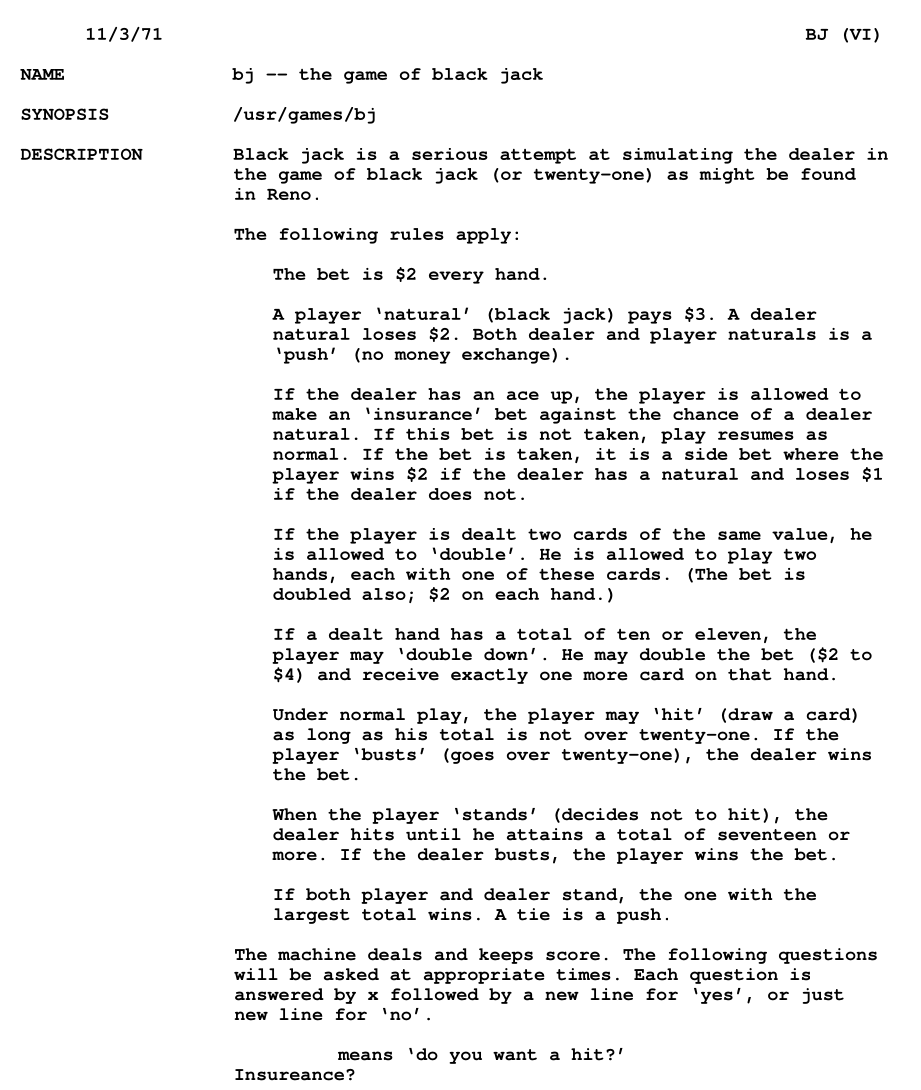 11/3/71 BJ (VI)
NAME bj -- the game of black jack
SYNOPSIS /usr/games/bj
DESCRIPTION Black jack is a serious attempt at simulating the dealer in
the game of black jack (or twenty-one) as might be found
in Reno.
The following rules apply:
The bet is $2 every hand.
A player ‘natural’ (black jack) pays $3. A dealer
natural loses $2. Both dealer and player naturals is a
‘push’ (no money exchange).
If the dealer has an ace up, the player is allowed to
make an ‘insurance’ bet against the chance of a dealer
natural. If this bet is not taken, play resumes as
normal. If the bet is taken, it is a side bet where the
player wins $2 if the dealer has a natural and loses $1
if the dealer does not.
If the player is dealt two cards of the same value, he
is allowed to ‘double’. He is allowed to play two
hands, each with one of these cards. (The bet is
doubled also; $2 on each hand.)
If a dealt hand has a total of ten or eleven, the
player may ‘double down’. He may double the bet ($2 to
$4) and receive exactly one more card on that hand.
Under normal play, the player may ‘hit’ (draw a card)
as long as his total is not over twenty-one. If the
player ‘busts’ (goes over twenty-one), the dealer wins
the bet.
When the player ‘stands’ (decides not to hit), the
dealer hits until he attains a total of seventeen or
more. If the dealer busts, the player wins the bet.
If both player and dealer stand, the one with the
largest total wins. A tie is a push.
The machine deals and keeps score. The following questions
will be asked at appropriate times. Each question is
answered by x followed by a new line for ‘yes’, or just
new line for ‘no’.
means ‘do you want a hit?’
Insureance?